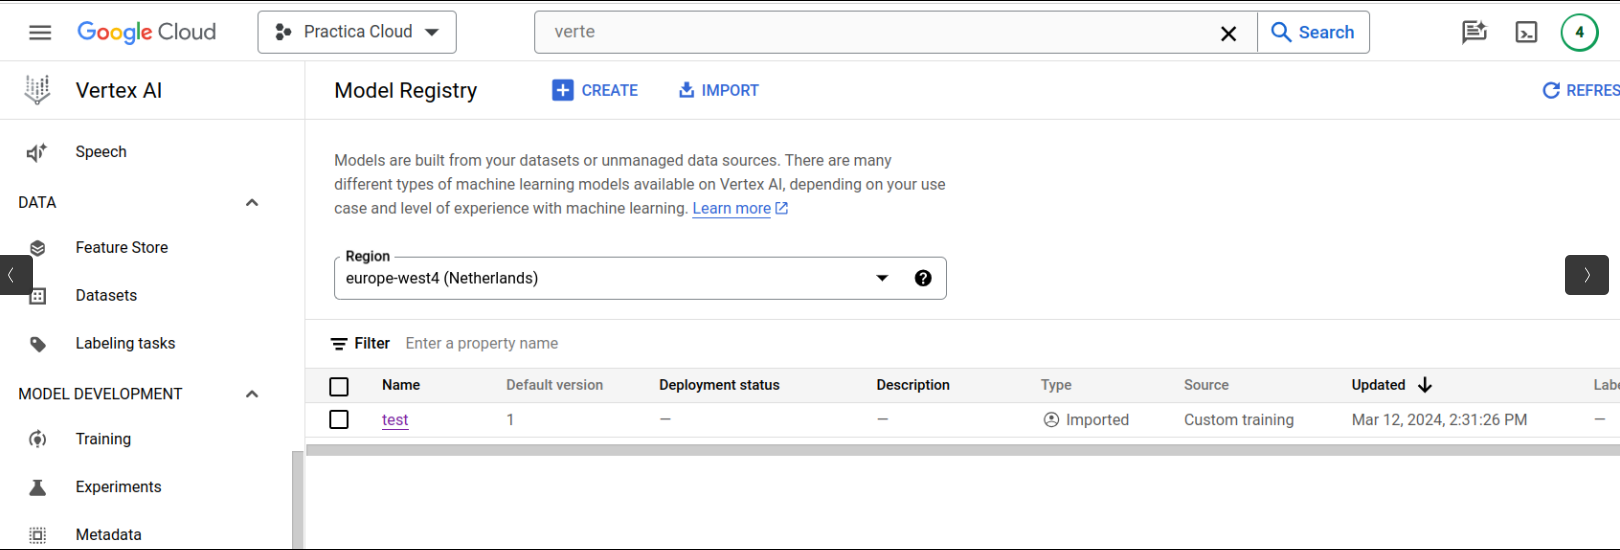 Google Cloud
Practica Cloud
verte
Search
4
Vertex AI
Model Registry
CREATE
IMPORT
REFRES
Speech
DATA
Feature Store
Datasets
Labeling tasks
MODEL DEVELOPMENT
Training
Experiments
Metadata
Models are built from your datasets or unmanaged data sources. There are many
different types of machine learning models available on Vertex AI, depending on your use
case and level of experience with machine learning. Learn more
Region
europe-west4 (Netherlands)
Filter Enter a property name
Name Default version Deployment status Description Type Source Updated Labe
test 1 — — Imported Custom training Mar 12, 2024, 2:31:26 PM —